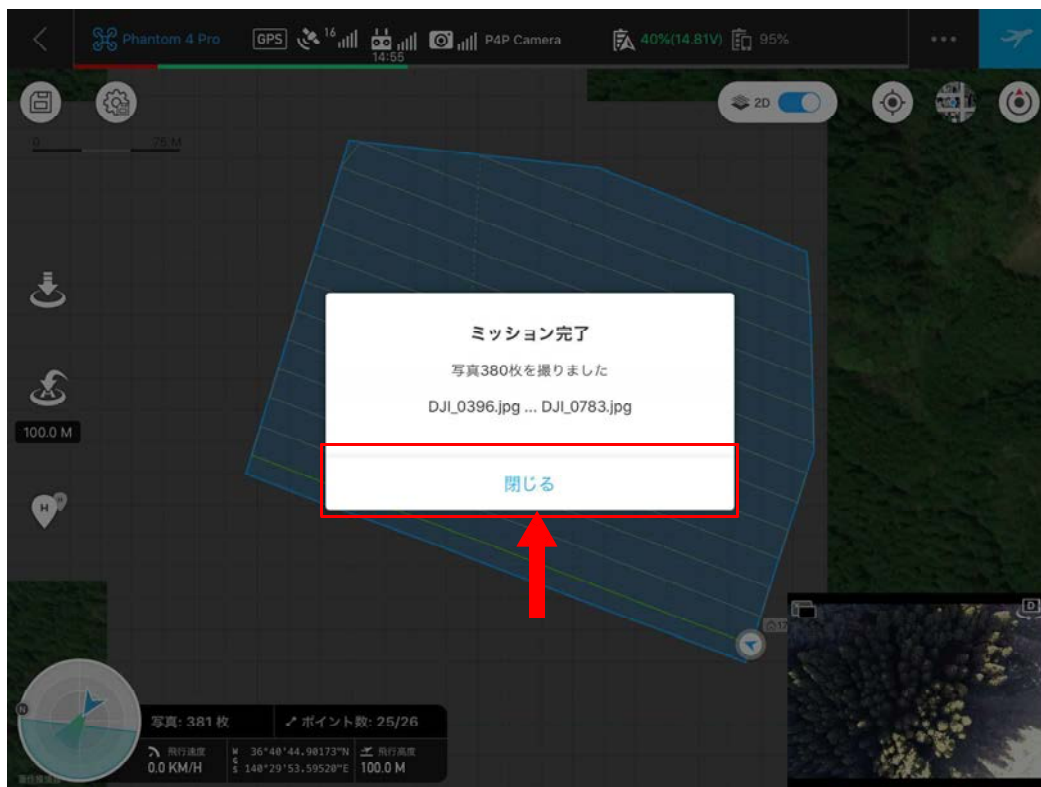 Phantom 4 Pro
GPS
16
14:55
P4P Camera
40%(14.81V)
95%
2D
0 75 M
ミッション完了
写真380枚を撮りました
DJI_0396.jpg ... DJI_0783.jpg
閉じる
100.0 M
H
H
D
N
写真: 381 枚
ポイント数: 25/26
飛行速度
0.0 KM/H
WGS
36°40'44.90173"N
140°29'53.59520"E
飛行高度
100.0 M